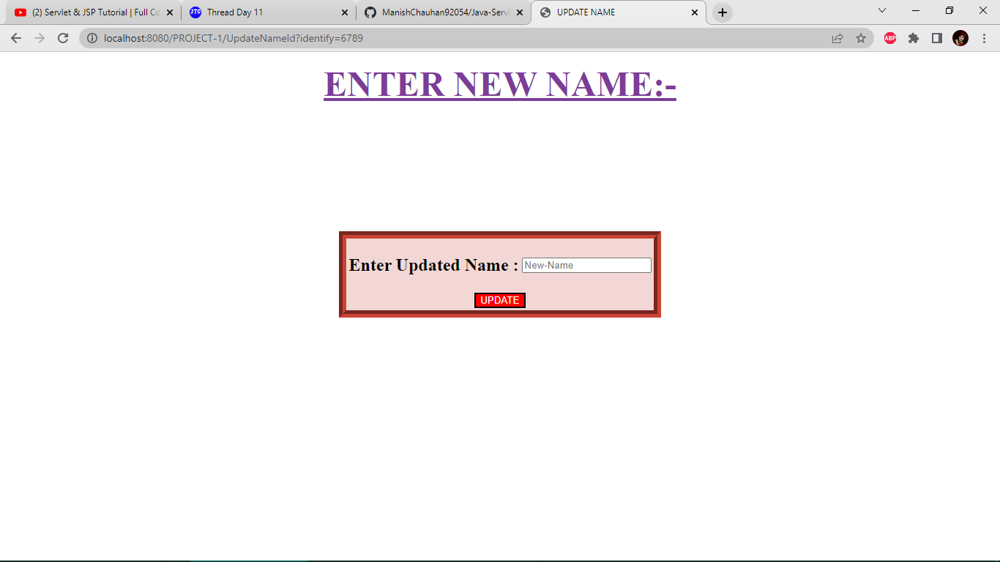 (2) Servlet & JSP Tutorial | Full Co
JTC Thread Day 11
ManishChauhan92054/Java-Servl
UPDATE NAME
localhost:8080/PROJECT-1/UpdateNameId?identify=6789
ABP
ENTER NEW NAME:-
Enter Updated Name : New-Name
UPDATE